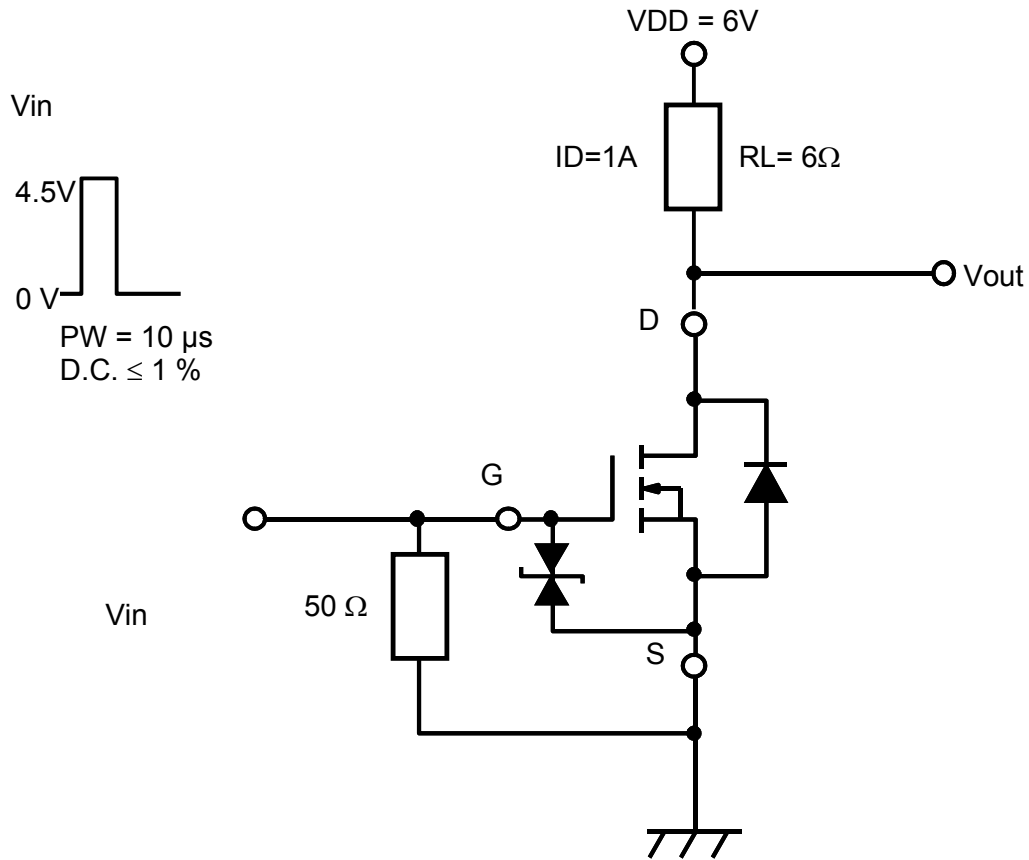 VDD = 6V
Vin
ID=1A
RL= 6Ω
4.5V
0 V
Vout
PW = 10 μs
D.C. ≤ 1 %
D
G
50 Ω
Vin
S